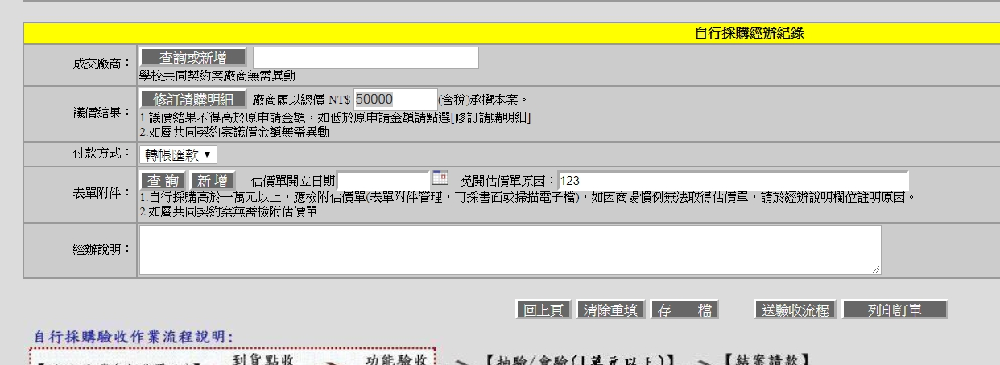 自行採購經辦紀錄
成交廠商： 查詢或新增
學校共同契約案廠商無需異動
議價結果： 修訂請購明細 廠商願以總價 NT$ 50000 (含稅)承攬本案。
1.議價結果不得高於原申請金額，如低於原申請金額請點選[修訂請購明細]
2.如屬共同契約案議價金額無需異動
付款方式： 轉帳匯款
表單附件： 查 詢 新 增 估價單開立日期 免開估價單原因：123
1.自行採購高於一萬元以上，應檢附估價單(表單附件管理，可採書面或掃描電子檔)，如因商場慣例無法取得估價單，請於經辦說明欄位註明原因。
2.如屬共同契約案無需檢附估價單
經辦說明：
回上頁 清除重填 存 檔 送驗收流程 列印訂單
自行採購驗收作業流程說明:
到貨點收 功能驗收 【抽驗/會驗(1萬元以上)】 【結案請款】